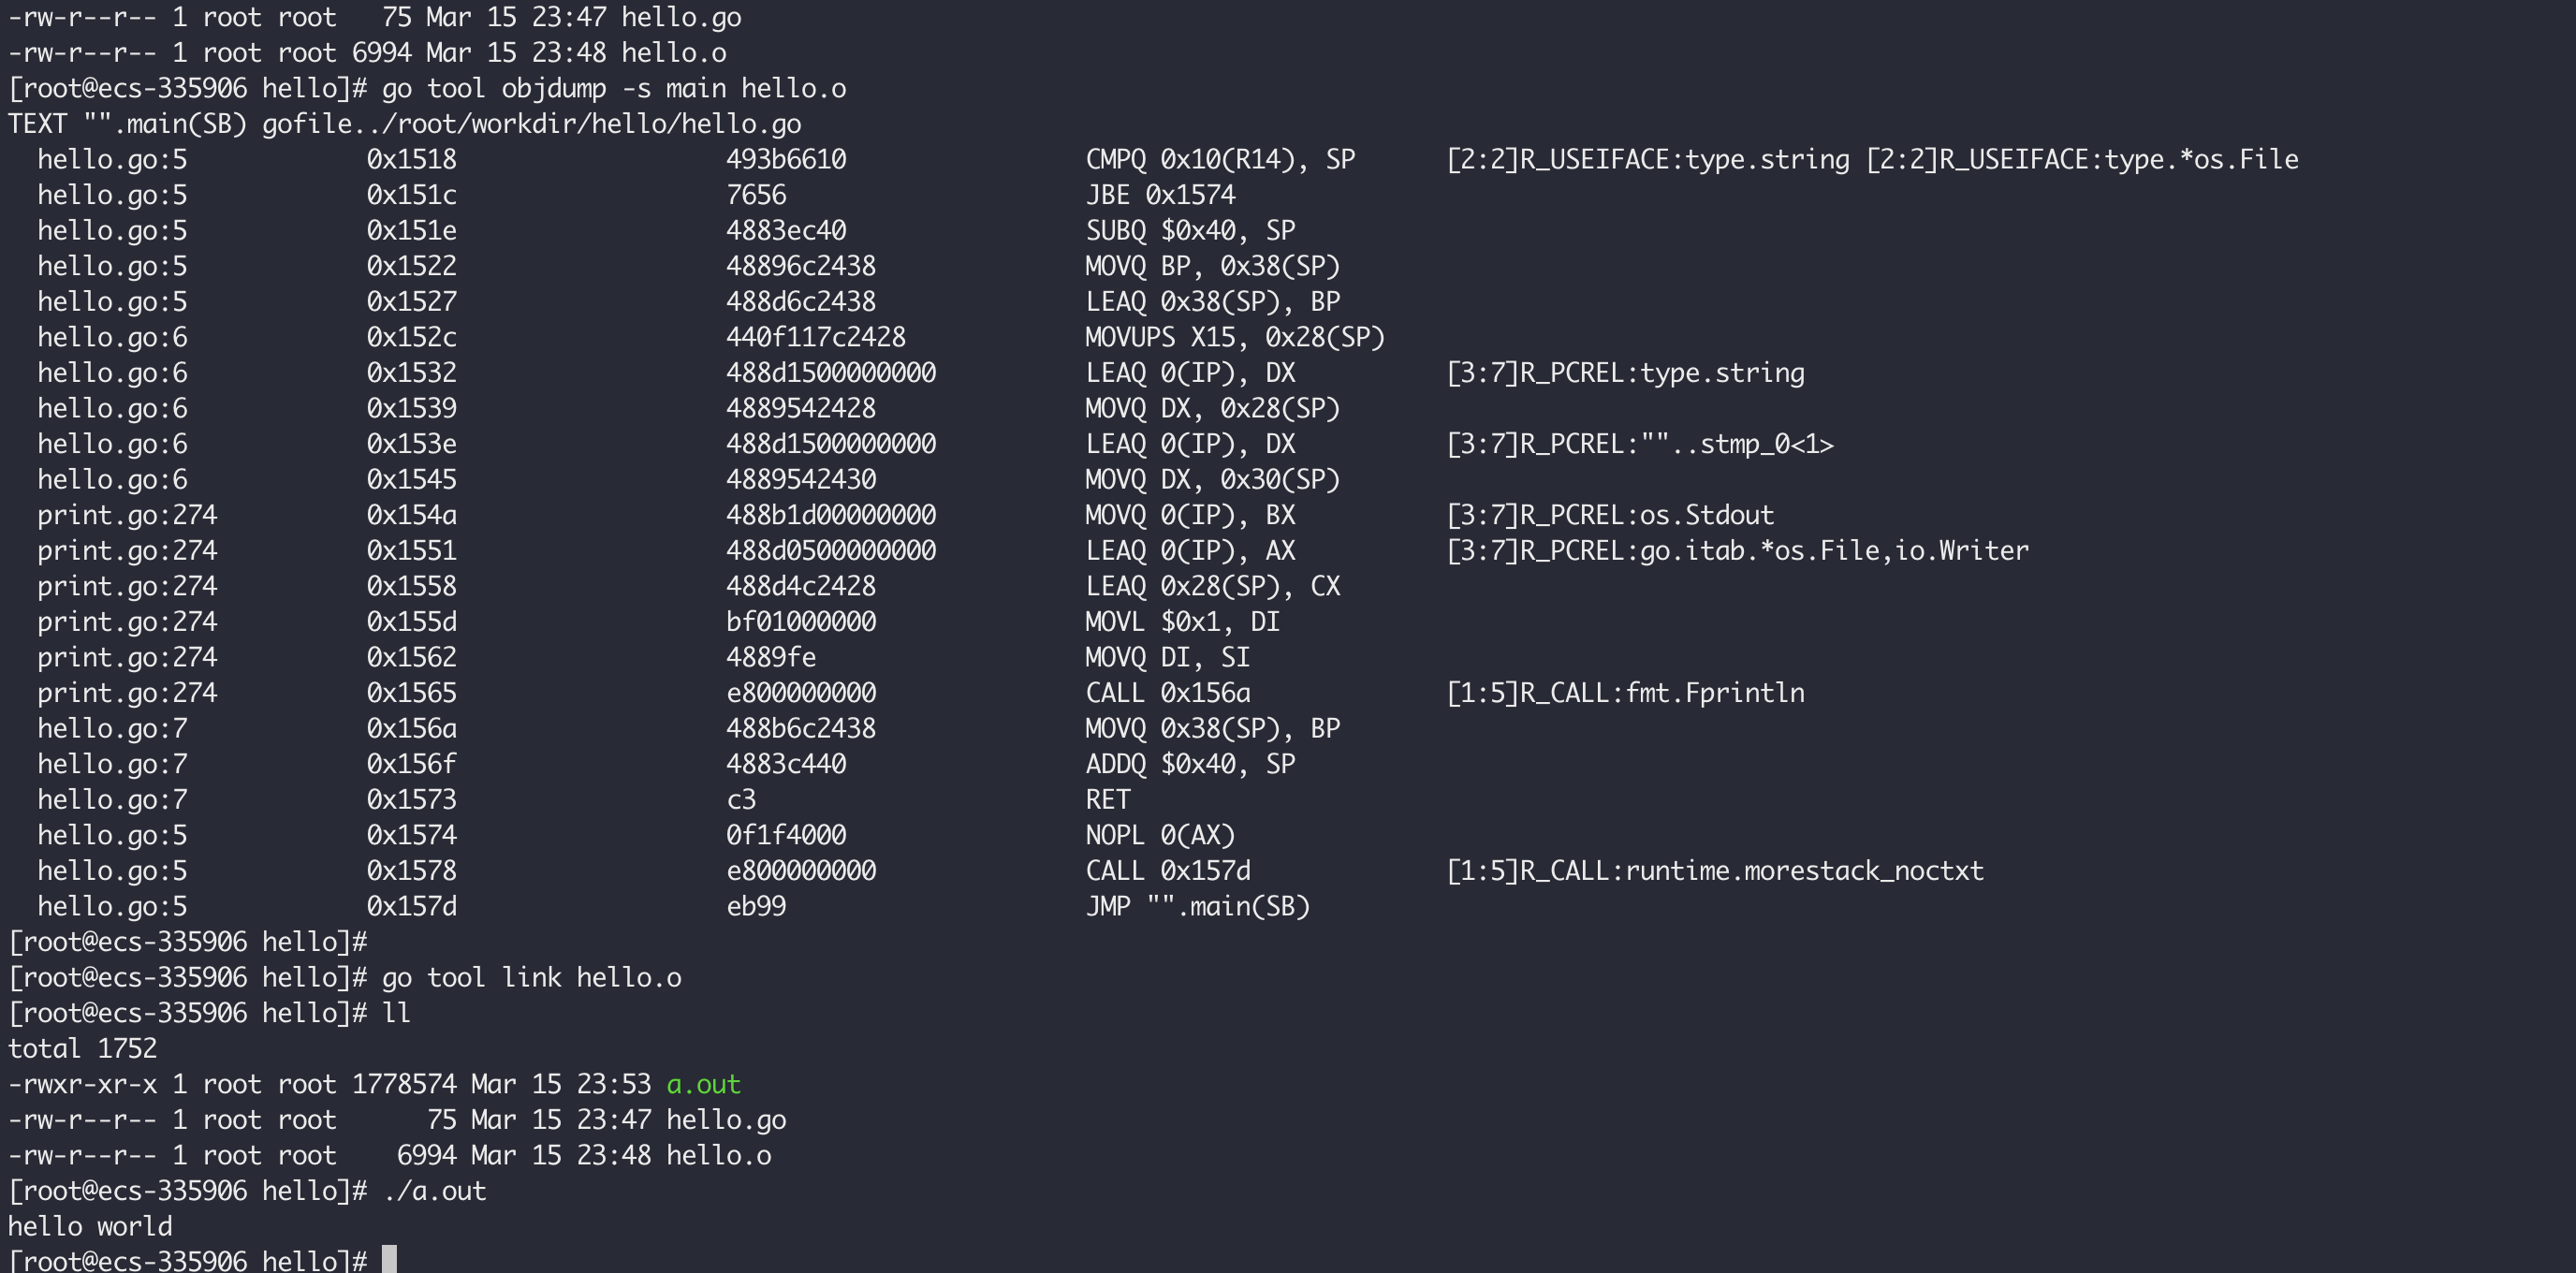 -rw-r--r-- 1 root root   75 Mar 15 23:47 hello.go
-rw-r--r-- 1 root root 6994 Mar 15 23:48 hello.o
[root@ecs-335906 hello]# go tool objdump -s main hello.o
TEXT "".main(SB) gofile../root/workdir/hello/hello.go
  hello.go:5            0x1518                  493b6610                CMPQ 0x10(R14), SP      [2:2]R_USEIFACE:type.string [2:2]R_USEIFACE:type.*os.File
  hello.go:5            0x151c                  7656                    JBE 0x1574
  hello.go:5            0x151e                  4883ec40                SUBQ $0x40, SP
  hello.go:5            0x1522                  48896c2438              MOVQ BP, 0x38(SP)
  hello.go:5            0x1527                  488d6c2438              LEAQ 0x38(SP), BP
  hello.go:6            0x152c                  440f117c2428            MOVUPS X15, 0x28(SP)
  hello.go:6            0x1532                  488d1500000000          LEAQ 0(IP), DX          [3:7]R_PCREL:type.string
  hello.go:6            0x1539                  4889542428              MOVQ DX, 0x28(SP)
  hello.go:6            0x153e                  488d1500000000          LEAQ 0(IP), DX          [3:7]R_PCREL:""..stmp_0<1>
  hello.go:6            0x1545                  4889542430              MOVQ DX, 0x30(SP)
  print.go:274          0x154a                  488b1d00000000          MOVQ 0(IP), BX          [3:7]R_PCREL:os.Stdout
  print.go:274          0x1551                  488d0500000000          LEAQ 0(IP), AX          [3:7]R_PCREL:go.itab.*os.File,io.Writer
  print.go:274          0x1558                  488d4c2428              LEAQ 0x28(SP), CX
  print.go:274          0x155d                  bf01000000              MOVL $0x1, DI
  print.go:274          0x1562                  4889fe                  MOVQ DI, SI
  print.go:274          0x1565                  e800000000              CALL 0x156a             [1:5]R_CALL:fmt.Fprintln
  hello.go:7            0x156a                  488b6c2438              MOVQ 0x38(SP), BP
  hello.go:7            0x156f                  4883c440                ADDQ $0x40, SP
  hello.go:7            0x1573                  c3                      RET
  hello.go:5            0x1574                  0f1f4000                NOPL 0(AX)
  hello.go:5            0x1578                  e800000000              CALL 0x157d             [1:5]R_CALL:runtime.morestack_noctxt
  hello.go:5            0x157d                  eb99                    JMP "".main(SB)
[root@ecs-335906 hello]#
[root@ecs-335906 hello]# go tool link hello.o
[root@ecs-335906 hello]# ll
total 1752
-rwxr-xr-x 1 root root 1778574 Mar 15 23:53 a.out
-rw-r--r-- 1 root root      75 Mar 15 23:47 hello.go
-rw-r--r-- 1 root root    6994 Mar 15 23:48 hello.o
[root@ecs-335906 hello]# ./a.out
hello world
[root@ecs-335906 hello]#